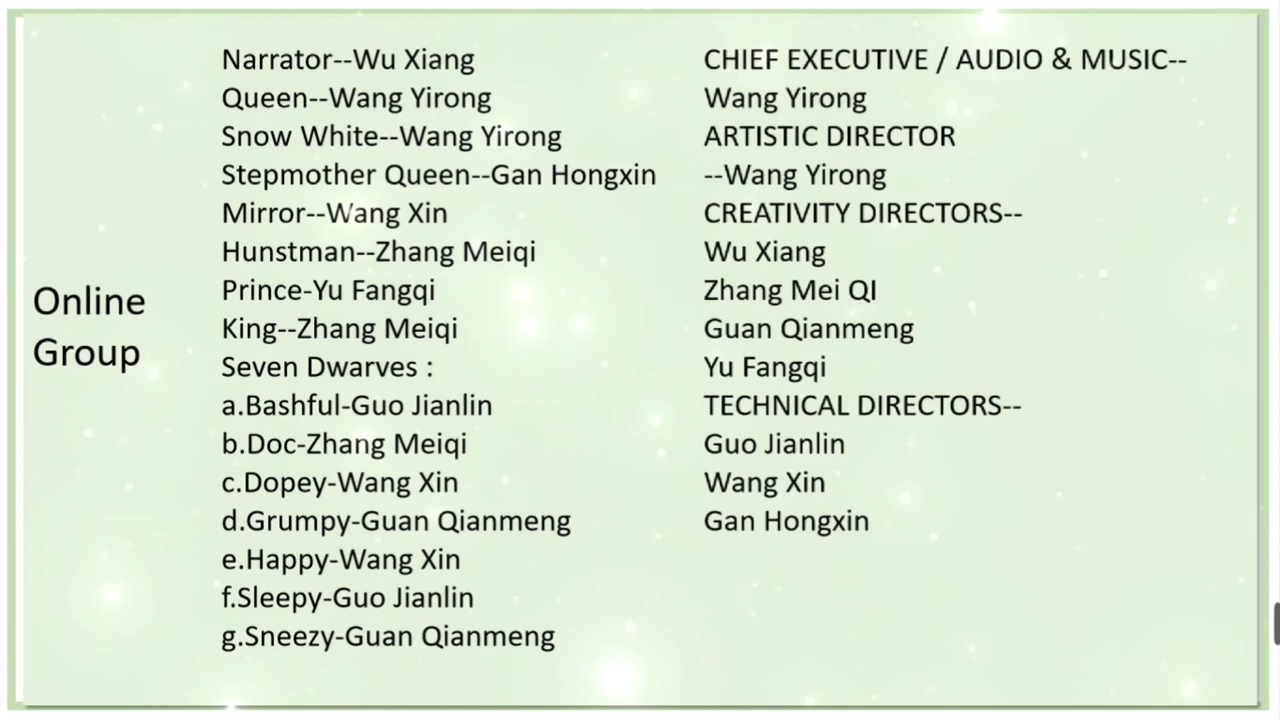 Online
Group
Narrator--Wu Xiang
Queen--Wang Yirong
Snow White--Wang Yirong
Stepmother Queen--Gan Hongxin
Mirror--Wang Xin
Hunstman--Zhang Meiqi
Prince-Yu Fangqi
King--Zhang Meiqi
Seven Dwarves :
a.Bashful-Guo Jianlin
b.Doc-Zhang Meiqi
c.Dopey-Wang Xin
d.Grumpy-Guan Qianmeng
e.Happy-Wang Xin
f.Sleepy-Guo Jianlin
g.Sneezy-Guan Qianmeng
CHIEF EXECUTIVE / AUDIO & MUSIC--
Wang Yirong
ARTISTIC DIRECTOR
--Wang Yirong
CREATIVITY DIRECTORS--
Wu Xiang
Zhang Mei QI
Guan Qianmeng
Yu Fangqi
TECHNICAL DIRECTORS--
Guo Jianlin
Wang Xin
Gan Hongxin